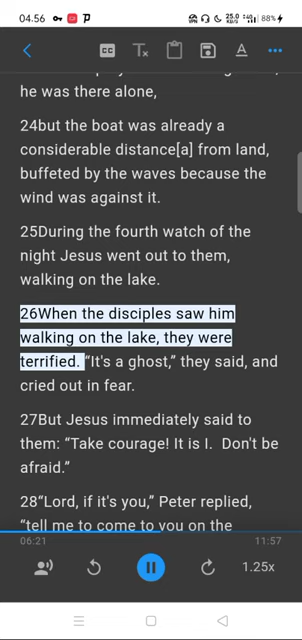 04.56
25.0
KB/S
88%
CC
A
he was there alone,
24but the boat was already a
considerable distance[a] from land,
buffeted by the waves because the
wind was against it.
25During the fourth watch of the
night Jesus went out to them,
walking on the lake.
26When the disciples saw him
walking on the lake, they were
terrified. “It's a ghost,” they said, and
cried out in fear.
27But Jesus immediately said to
them: “Take courage! It is I.  Don't be
afraid.”
28“Lord, if it's you,” Peter replied,
“tell me to come to you on the
06:21
11:57
1.25x